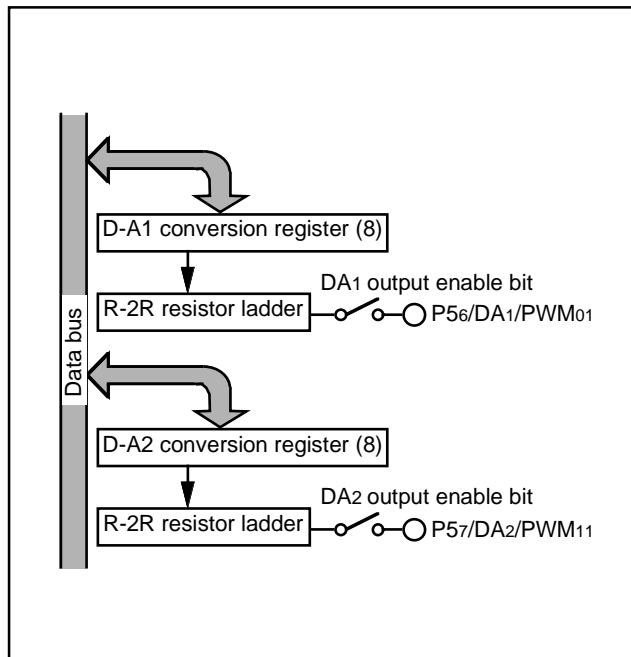 D-A1 conversion register (8)
DA1 output enable bit
R-2R resistor ladder
P56/DA1/PWM01
Data bus
D-A2 conversion register (8)
DA2 output enable bit
R-2R resistor ladder
P57/DA2/PWM11